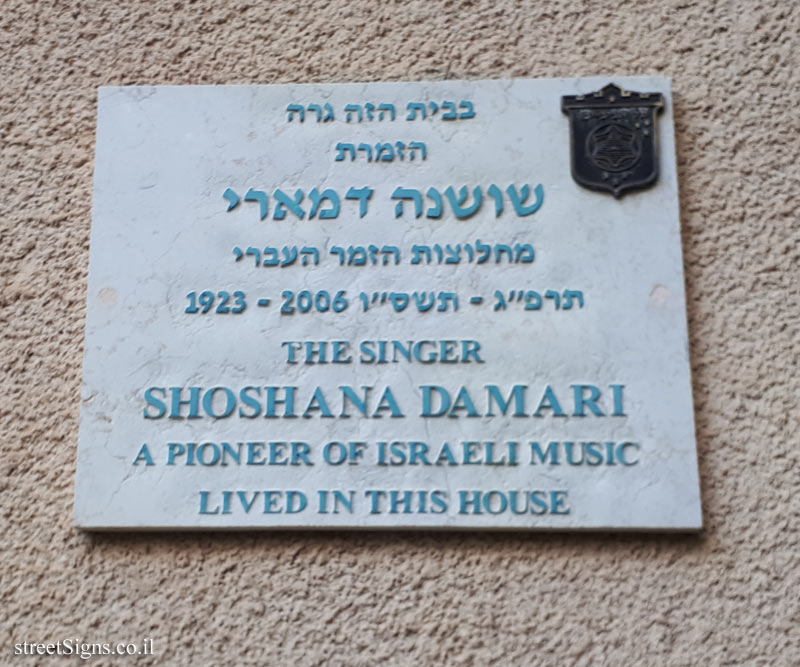 בבית הזה גרה
הזמרת
שושנה דמארי
מחלוצות הזמר העברי
תרפ״ג - תשס״ו 2006 - 1923
THE SINGER
SHOSHANA DAMARI
A PIONEER OF ISRAELI MUSIC
LIVED IN THIS HOUSE
streetSigns.co.il